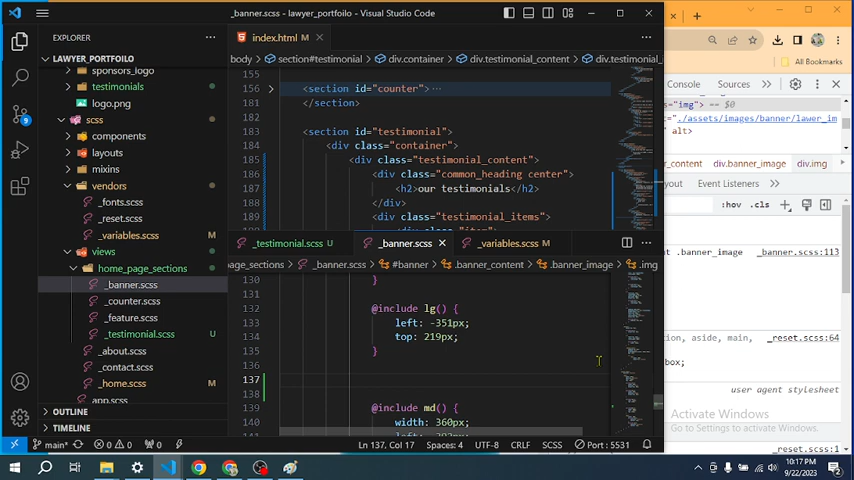 _banner.scss - lawyer_portfoilo - Visual Studio Code
EXPLORER
LAWYER_PORTFOILO
sponsors_logo
testimonials
logo.png
scss
components
layouts
mixins
vendors
_fonts.scss
_reset.scss
_variables.scss
views
home_page_sections
_banner.scss
_counter.scss
_feature.scss
_testimonial.scss U
_about.scss
_contact.scss
_home.scss
app.scss
OUTLINE
TIMELINE
index.html M
body > section#testimonial > div.container > div.testimonial_content > div.testimonial_i
155
156 <section id="counter">…
181 </section>
182
183 <section id="testimonial">
184 <div class="container">
185 <div class="testimonial_content">
186 <div class="common_heading center">
187 <h2>our testimonials</h2>
188 </div>
189 <div class="testimonial_items">
_testimonial.scss U
_banner.scss
_variables.scss M
page_sections > _banner.scss > #banner > .banner_content > .banner_image > .img
130 }
131
132 @include lg() {
133 left: -351px;
134 top: 219px;
135 }
136
137
138
139 @include md() {
140 width: 360px;
main*
0 0
0
Ln 137, Col 17
Spaces: 4
UTF-8
CRLF
SCSS
Port : 5531
All Bookmarks
Console
Sources
="img"> == $0
="./assets/images/banner/lawer_im
" alt>
r_content
div.banner_image
div.img
yout
Event Listeners
:hov .cls
t .banner_image
_banner.scss:113
ion, aside, main,
_reset.scss:64
box;
user agent stylesheet
Activate Windows
Go to Settings to activate Windows.
_reset.scss:1
10:17 PM
9/22/2023
2